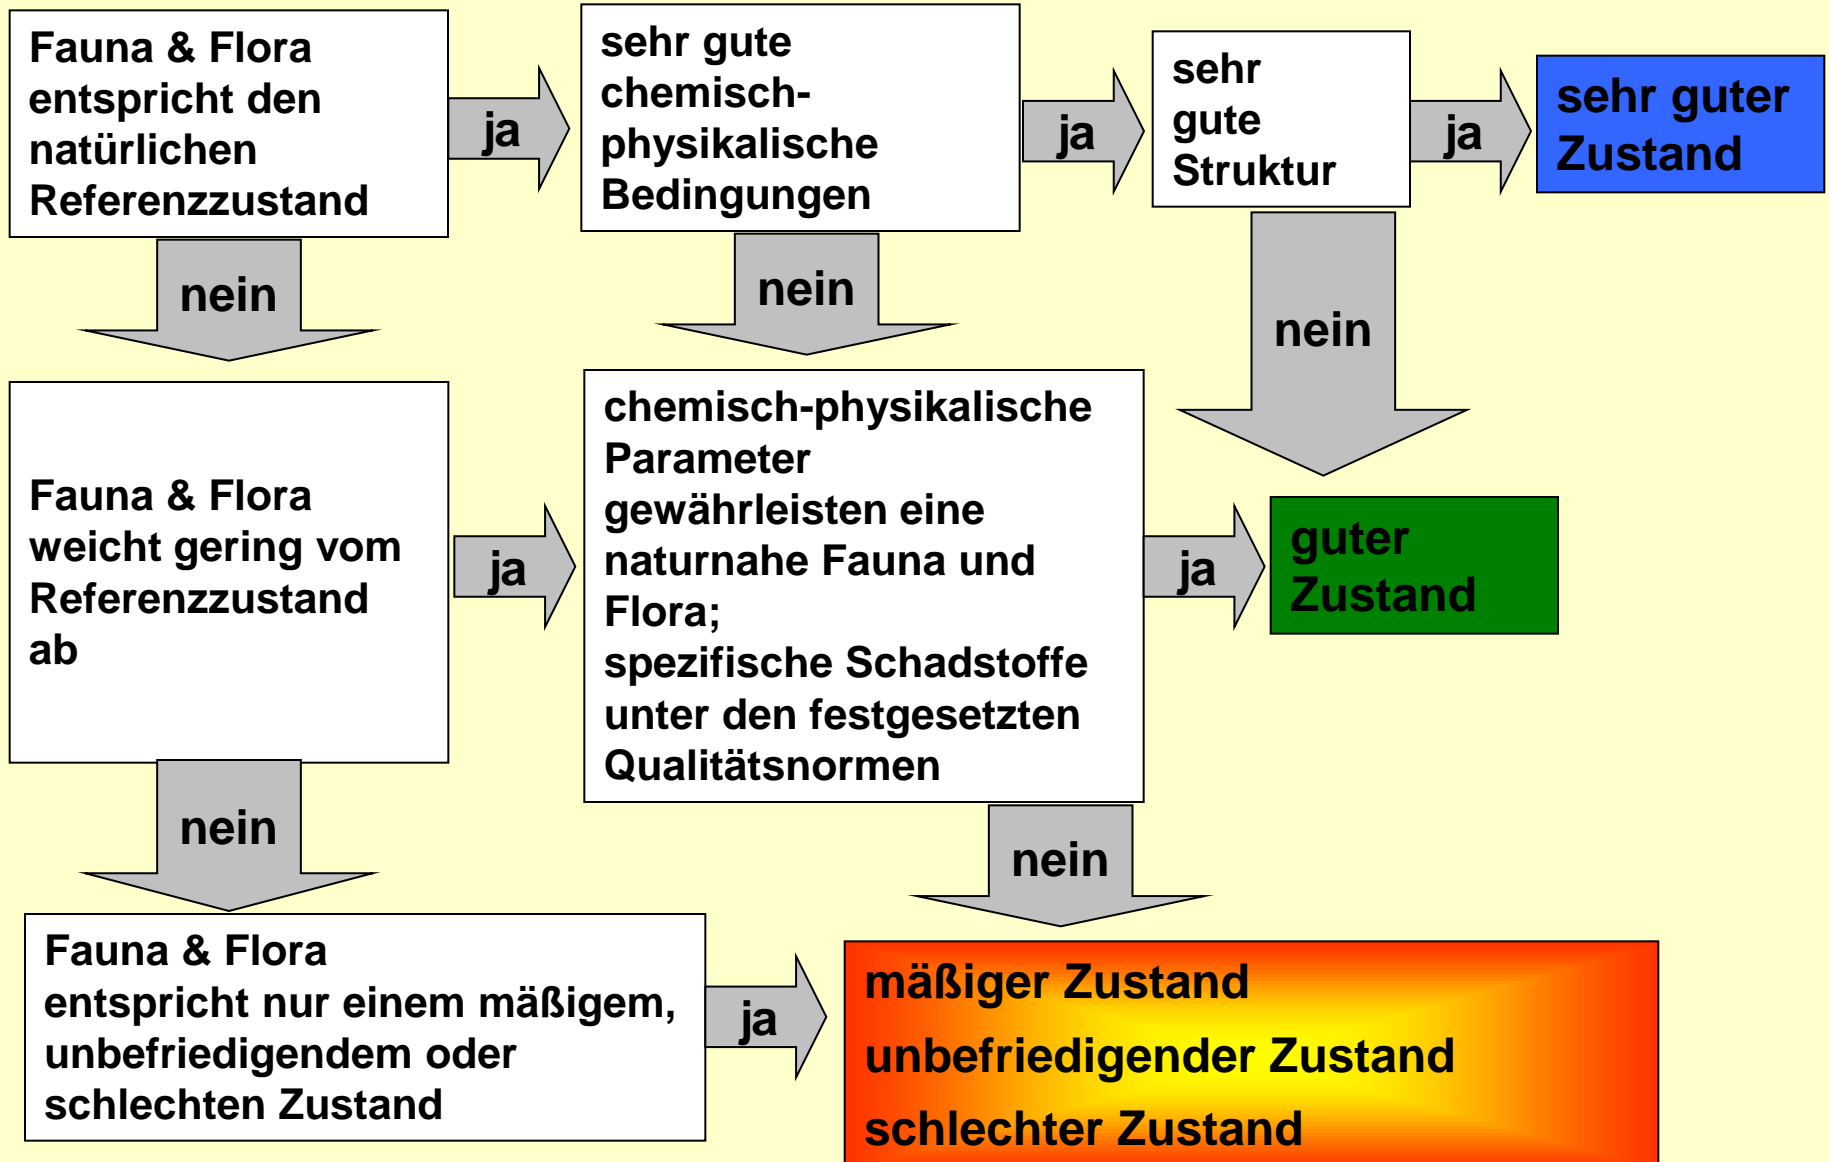 Fauna & Flora
entspricht den
natürlichen
Referenzzustand
ja
sehr gute
chemisch-
physikalische
Bedingungen
ja
sehr
gute
Struktur
ja
sehr guter
Zustand
nein
nein
nein
Fauna & Flora
weicht gering vom
Referenzzustand
ab
ja
chemisch-physikalische
Parameter
gewährleisten eine
naturnahe Fauna und
Flora;
spezifische Schadstoffe
unter den festgesetzten
Qualitätsnormen
ja
guter
Zustand
nein
nein
Fauna & Flora
entspricht nur einem mäßigem,
unbefriedigendem oder
schlechten Zustand
ja
mäßiger Zustand
unbefriedigender Zustand
schlechter Zustand